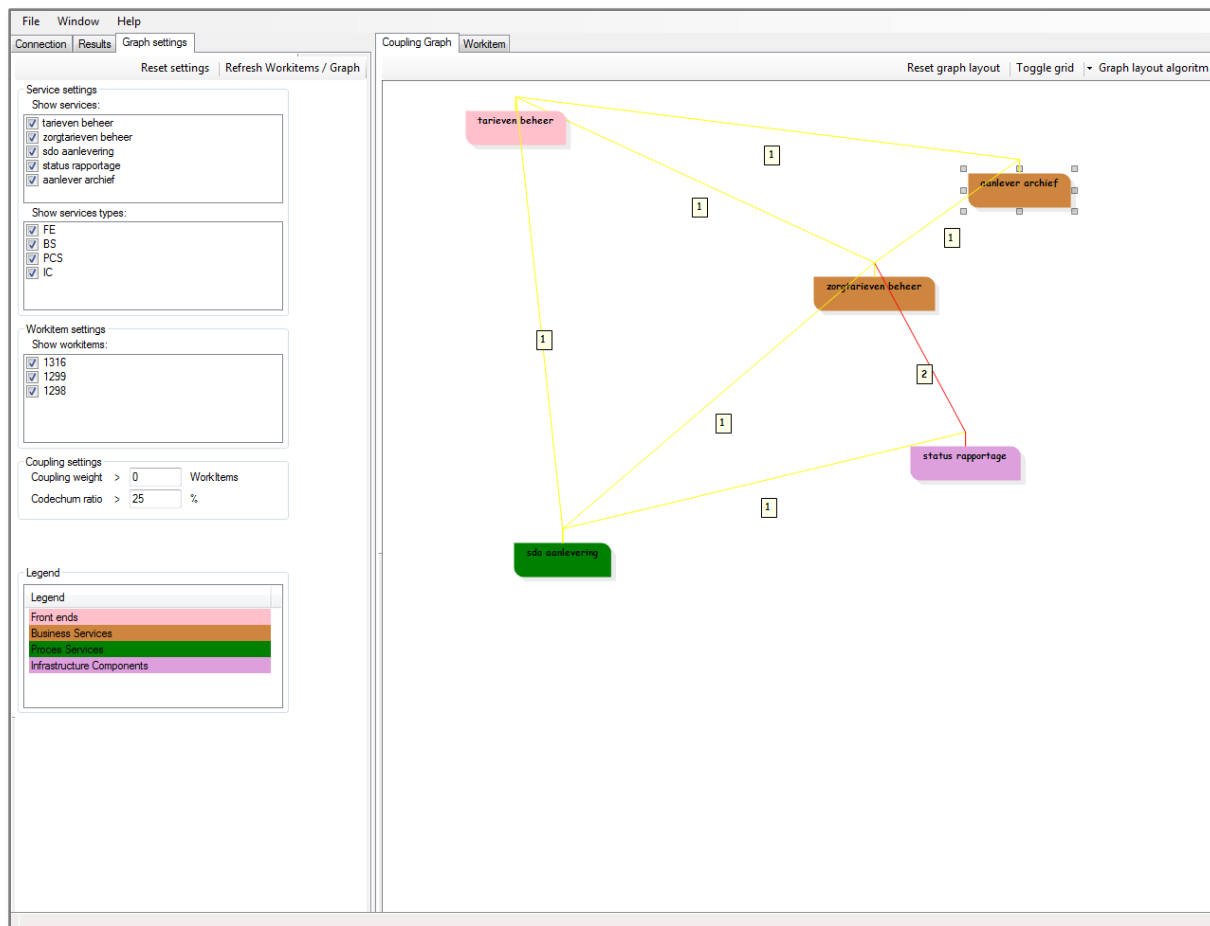 File Window Help
Connection Results Graph settings
Reset settings Refresh Workitems / Graph
Service settings
Show services:
tarieven beheer
zorgtarieven beheer
sdo aanlevering
status rapportage
aanlever archief
Show services types:
FE
BS
PCS
IC
Workitem settings
Show workitems:
1316
1299
1298
Coupling settings
Coupling weight > 0 WorkItems
Codechurn ratio > 25 %
Legend
Legend
Front ends
Business Services
Proces Services
Infrastructure Components
Coupling Graph Workitem
Reset graph layout Toggle grid Graph layout algoritm
tarieven beheer
1
aanlever archief
1
1
zorgtarieven beheer
1
2
1
status rapportage
1
sdo aanlevering